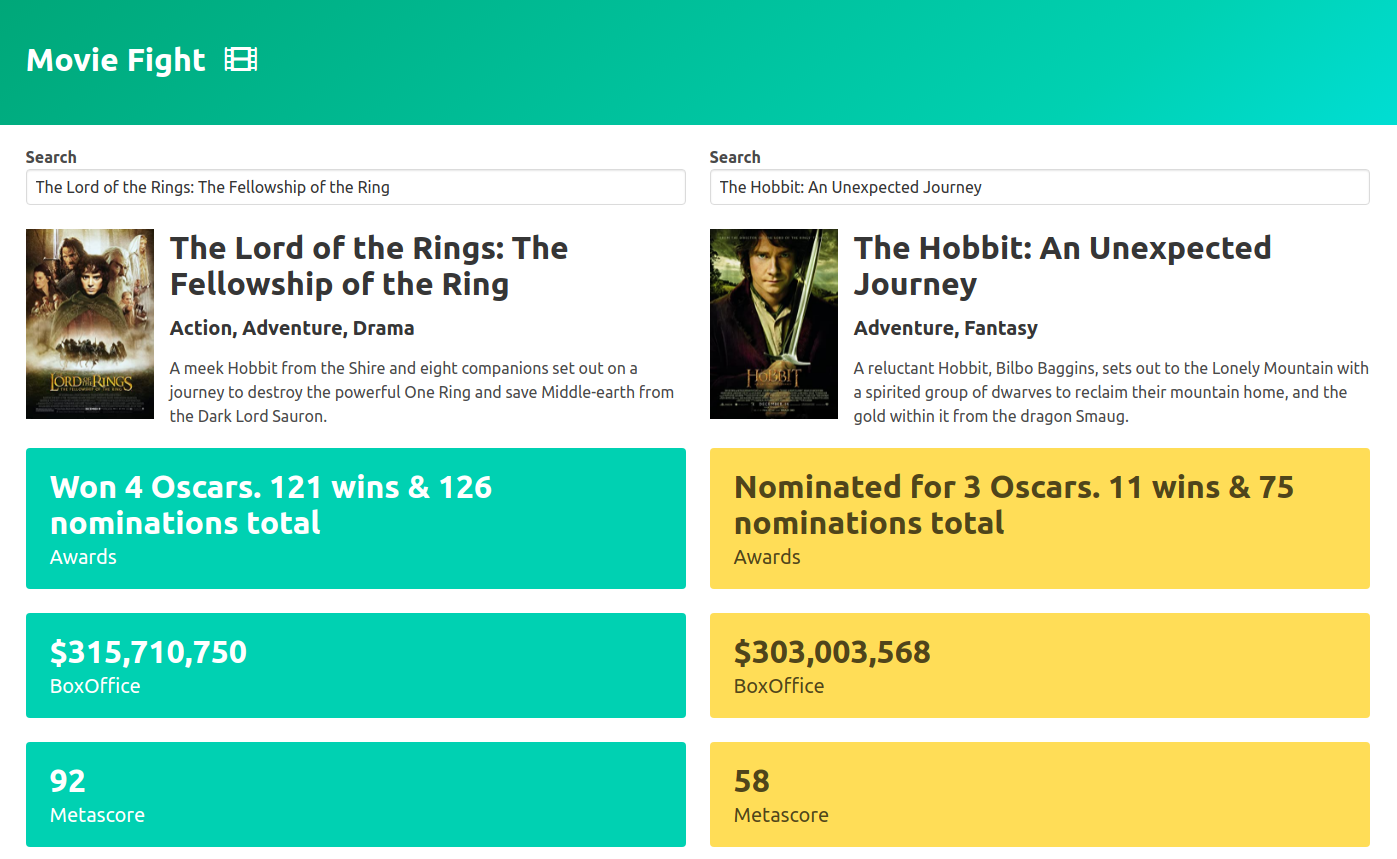 Movie Fight
Search
The Lord of the Rings: The Fellowship of the Ring
LORD OF THE RINGS
The Lord of the Rings: The
Fellowship of the Ring
Action, Adventure, Drama
A meek Hobbit from the Shire and eight companions set out on a
journey to destroy the powerful One Ring and save Middle-earth from
the Dark Lord Sauron.
Won 4 Oscars. 121 wins & 126
nominations total
Awards
$315,710,750
BoxOffice
92
Metascore
Search
The Hobbit: An Unexpected Journey
HOBBIT
The Hobbit: An Unexpected
Journey
Adventure, Fantasy
A reluctant Hobbit, Bilbo Baggins, sets out to the Lonely Mountain with
a spirited group of dwarves to reclaim their mountain home, and the
gold within it from the dragon Smaug.
Nominated for 3 Oscars. 11 wins & 75
nominations total
Awards
$303,003,568
BoxOffice
58
Metascore